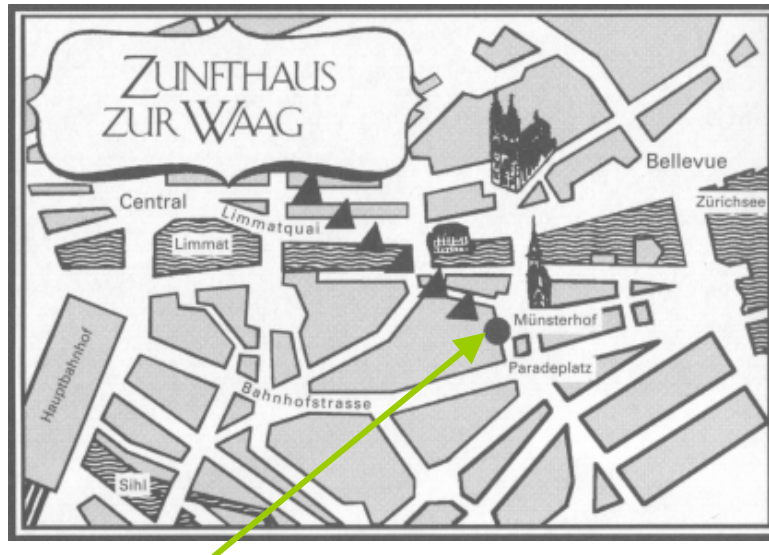 ZUNFTHAUS
ZUR WAAG
Bellevue
Central
Zürichsee
Limmatquai
Limmat
Münsterhof
Paradeplatz
Hauptbahnhof
Bahnhofstrasse
Sihl